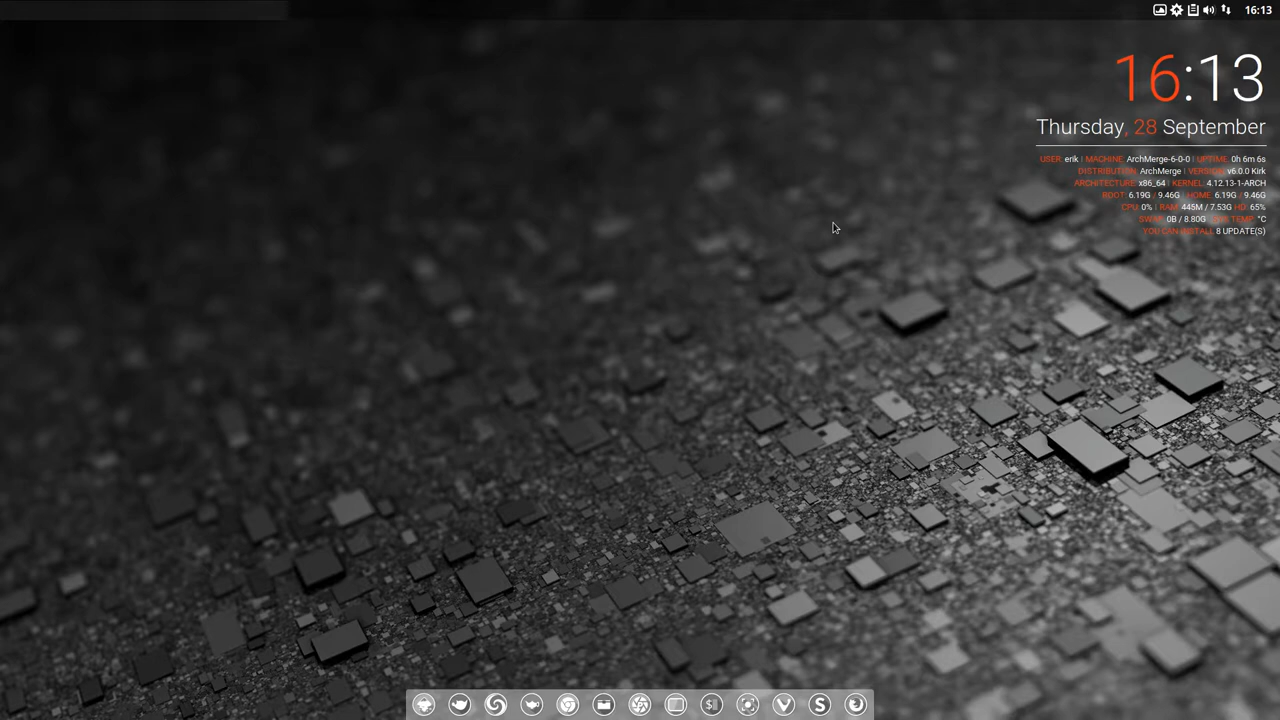 16:13
16:13
Thursday, 28 September
USER: erik | MACHINE: ArchMerge-6-0-0 | UPTIME: 0h 6m 6s
DISTRIBUTION: ArchMerge | VERSION: v6.0.0 Kirk
ARCHITECTURE: x86_64 | KERNEL: 4.12.13-1-ARCH
ROOT: 6.19G / 9.46G | HOME: 6.19G / 9.46G
CPU: 0% | RAM: 445M / 7.53G HD: 65%
SWAP: 0B / 8.80G TEMP: °C
YOU CAN INSTALL 8 UPDATE(S)